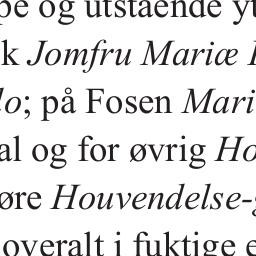 pe og utstående yt
k Jomfru Mariæ
lo; på Fosen Mari
al og for øvrig Ho
øre Houvendelse-g
overalt i fuktige e